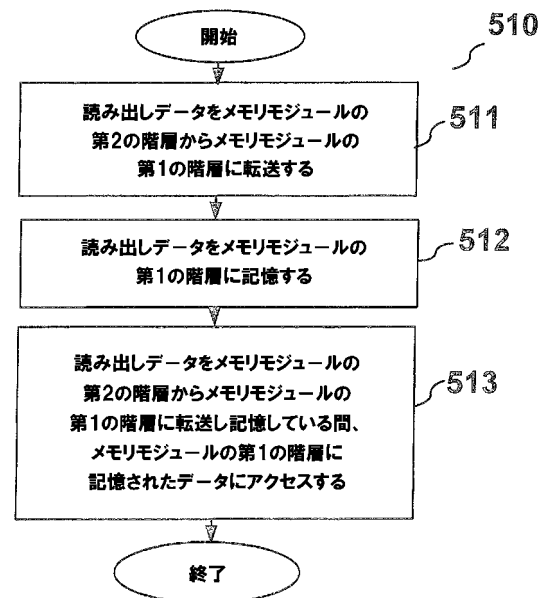 開始
510
読み出しデータをメモリモジュールの
第2の階層からメモリモジュールの
第1の階層に転送する
511
読み出しデータをメモリモジュールの
第1の階層に記憶する
512
読み出しデータをメモリモジュールの
第2の階層からメモリモジュールの
第1の階層に転送し記憶している間、
メモリモジュールの第1の階層に
記憶されたデータにアクセスする
513
終了